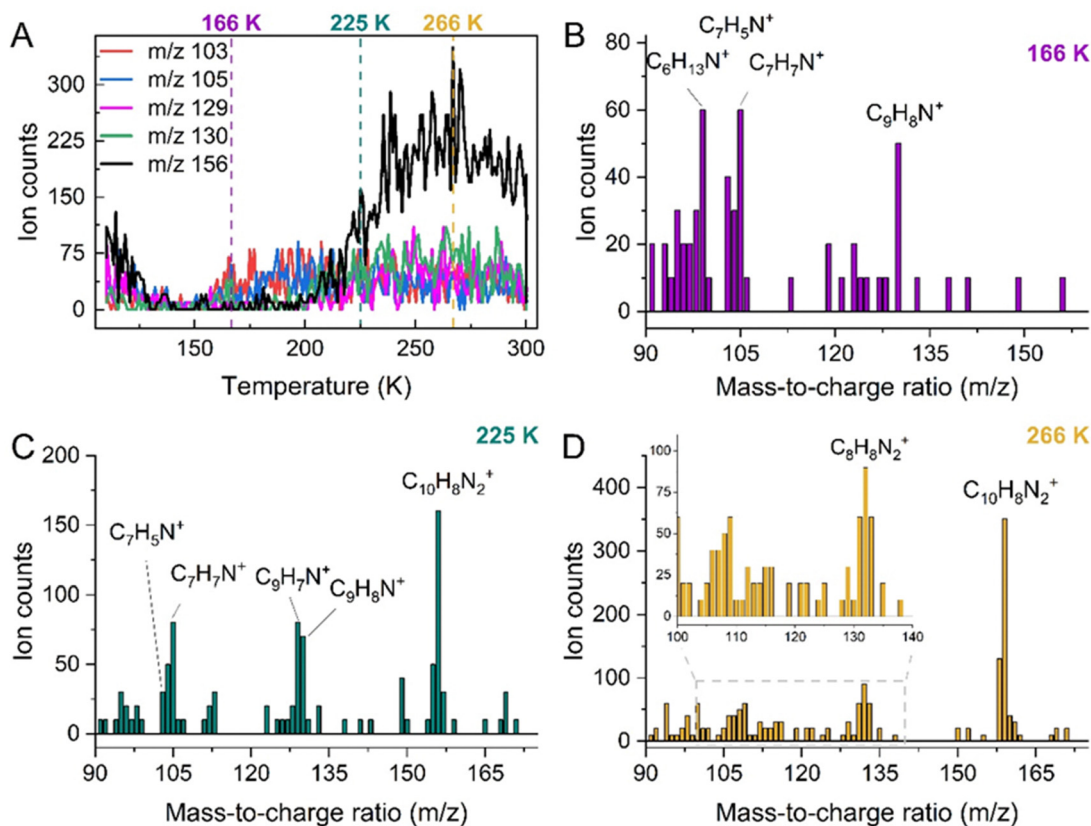 A
166 K
225 K
266 K
m/z 103
m/z 105
m/z 129
m/z 130
m/z 156
Ion counts
300
225
150
75
0
150
200
250
300
Temperature (K)
B
166 K
C₇H₅N⁺
C₆H₁₃N⁺
C₇H₇N⁺
C₉H₈N⁺
Ion counts
80
60
40
20
0
90
105
120
135
150
Mass-to-charge ratio (m/z)
C
225 K
C₁₀H₈N₂⁺
C₇H₅N⁺
C₇H₇N⁺
C₉H₇N⁺
C₉H₈N⁺
Ion counts
200
150
100
50
0
90
105
120
135
150
165
Mass-to-charge ratio (m/z)
D
266 K
C₈H₈N₂⁺
C₁₀H₈N₂⁺
100
75
50
25
0
100
110
120
130
140
Ion counts
400
300
200
100
0
90
105
120
135
150
165
Mass-to-charge ratio (m/z)